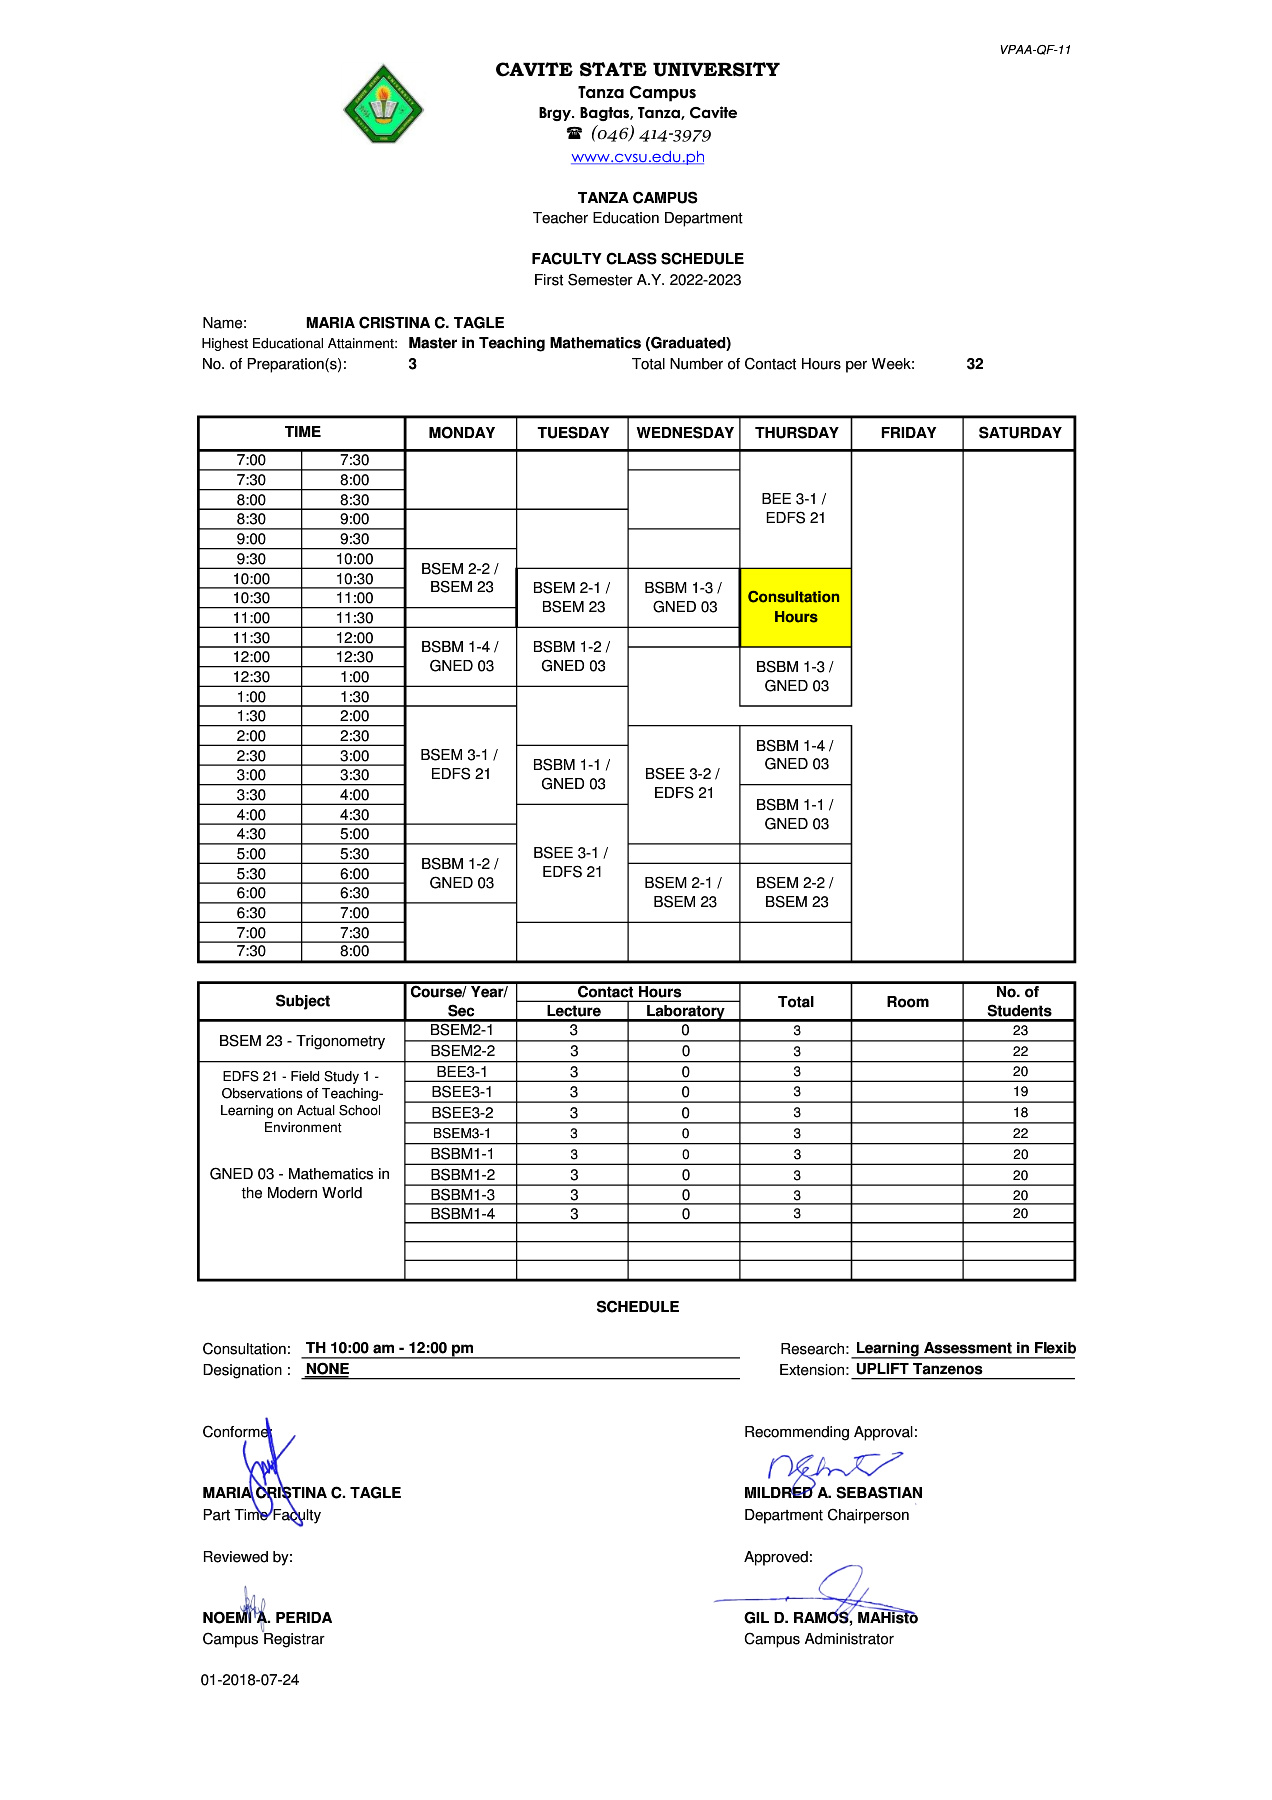 VPAA-QF-11
CAVITE STATE UNIVERSITY
Tanza Campus
Brgy. Bagtas, Tanza, Cavite
☎ (046) 414-3979
www.cvsu.edu.ph
TANZA CAMPUS
Teacher Education Department
FACULTY CLASS SCHEDULE
First Semester A.Y. 2022-2023
Name: MARIA CRISTINA C. TAGLE
Highest Educational Attainment: Master in Teaching Mathematics (Graduated)
No. of Preparation(s): 3 Total Number of Contact Hours per Week: 32
TIME MONDAY TUESDAY WEDNESDAY THURSDAY FRIDAY SATURDAY
7:00 7:30
7:30 8:00
8:00 8:30
8:30 9:00
9:00 9:30
9:30 10:00
10:00 10:30
10:30 11:00
11:00 11:30
11:30 12:00
12:00 12:30
12:30 1:00
1:00 1:30
1:30 2:00
2:00 2:30
2:30 3:00
3:00 3:30
3:30 4:00
4:00 4:30
4:30 5:00
5:00 5:30
5:30 6:00
6:00 6:30
6:30 7:00
7:00 7:30
7:30 8:00
BSEM 2-2 /
BSEM 23
BSBM 1-4 /
GNED 03
BSEM 3-1 /
EDFS 21
BSBM 1-2 /
GNED 03
BSEM 2-1 /
BSEM 23
BSBM 1-2 /
GNED 03
BSBM 1-1 /
GNED 03
BSEE 3-1 /
EDFS 21
BSBM 1-3 /
GNED 03
BSEE 3-2 /
EDFS 21
BSEM 2-1 /
BSEM 23
BEE 3-1 /
EDFS 21
Consultation
Hours
BSBM 1-3 /
GNED 03
BSBM 1-4 /
GNED 03
BSBM 1-1 /
GNED 03
BSEM 2-2 /
BSEM 23
Subject Course/ Year/ Contact Hours Total Room No. of
Sec Lecture Laboratory Students
BSEM 23 - Trigonometry
EDFS 21 - Field Study 1 -
Observations of Teaching-
Learning on Actual School
Environment
GNED 03 - Mathematics in
the Modern World
BSEM2-1 3 0 3 23
BSEM2-2 3 0 3 22
BEE3-1 3 0 3 20
BSEE3-1 3 0 3 19
BSEE3-2 3 0 3 18
BSEM3-1 3 0 3 22
BSBM1-1 3 0 3 20
BSBM1-2 3 0 3 20
BSBM1-3 3 0 3 20
BSBM1-4 3 0 3 20
SCHEDULE
Consultation: TH 10:00 am - 12:00 pm Research: Learning Assessment in Flexib
Designation : NONE Extension: UPLIFT Tanzenos
Conforme: Recommending Approval:
MARIA CRISTINA C. TAGLE MILDRED A. SEBASTIAN
Part Time Faculty Department Chairperson
Reviewed by: Approved:
NOEMI A. PERIDA GIL D. RAMOS, MAHisto
Campus Registrar Campus Administrator
01-2018-07-24